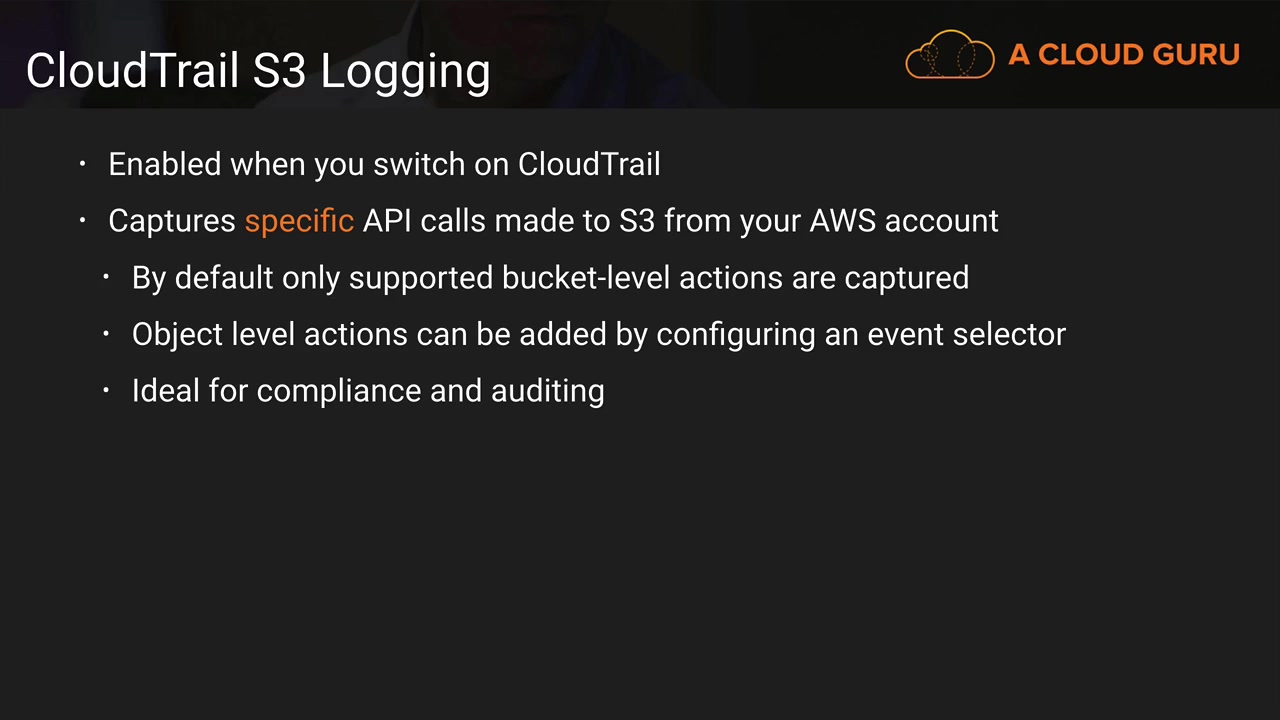 CloudTrail S3 Logging
A CLOUD GURU
• Enabled when you switch on CloudTrail
• Captures specific API calls made to S3 from your AWS account
• By default only supported bucket-level actions are captured
• Object level actions can be added by configuring an event selector
• Ideal for compliance and auditing